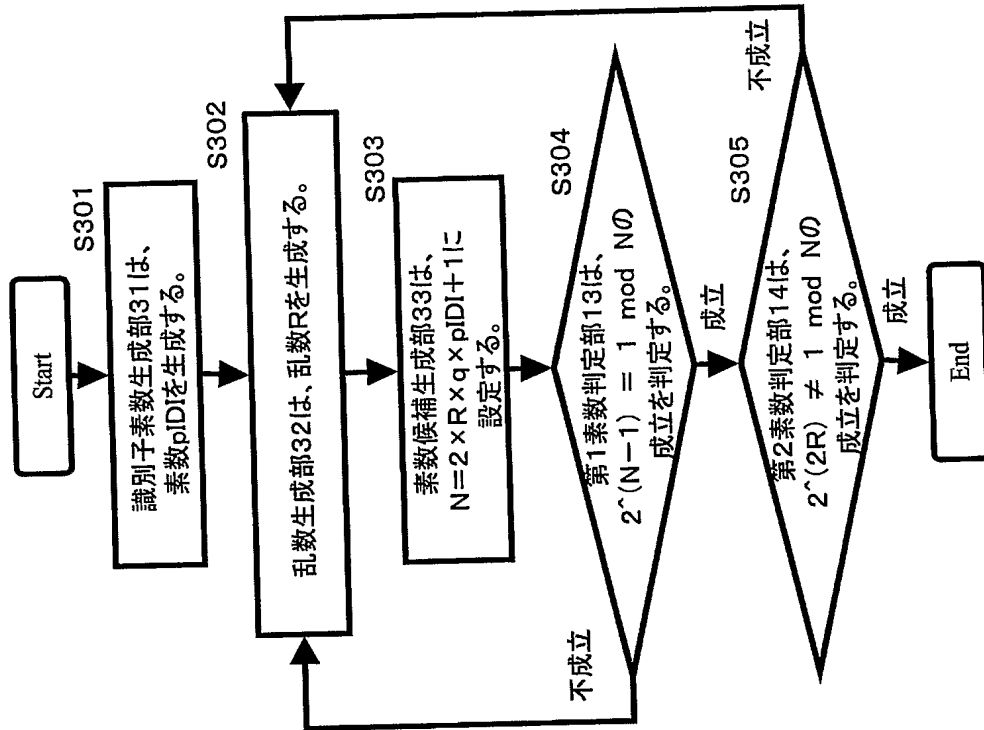 Start
S301
識別子素数生成部31は、
素数pIDIを生成する。
S302
乱数生成部32は、乱数Rを生成する。
S303
素数候補生成部33は、
N=2×R×q×pIDI+1に
設定する。
S304
第1素数判定部13は、
2^(N−1) = 1 mod Nの
成立を判定する。
不成立
成立
S305
第2素数判定部14は、
2^(2R) ≠ 1 mod Nの
成立を判定する。
不成立
成立
End